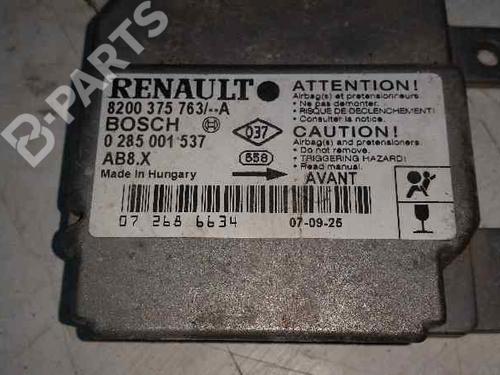 B-PARTS
RENAULT
8200 375 763/--A
BOSCH
0 285 001 537
AB8.X
Made in Hungary
037
558
AVANT
ATTENTION!
Airbag(s) et pretensionneurs.
• Ne pas demonter.
• RISQUE DE DECLENCHEMENT!
Consulter la notice.
CAUTION!
Airbag(s) and pretensioners.
• Do not remove.
• TRIGGERING HAZARD!
Read manual.
07 268 6634
07-09-25